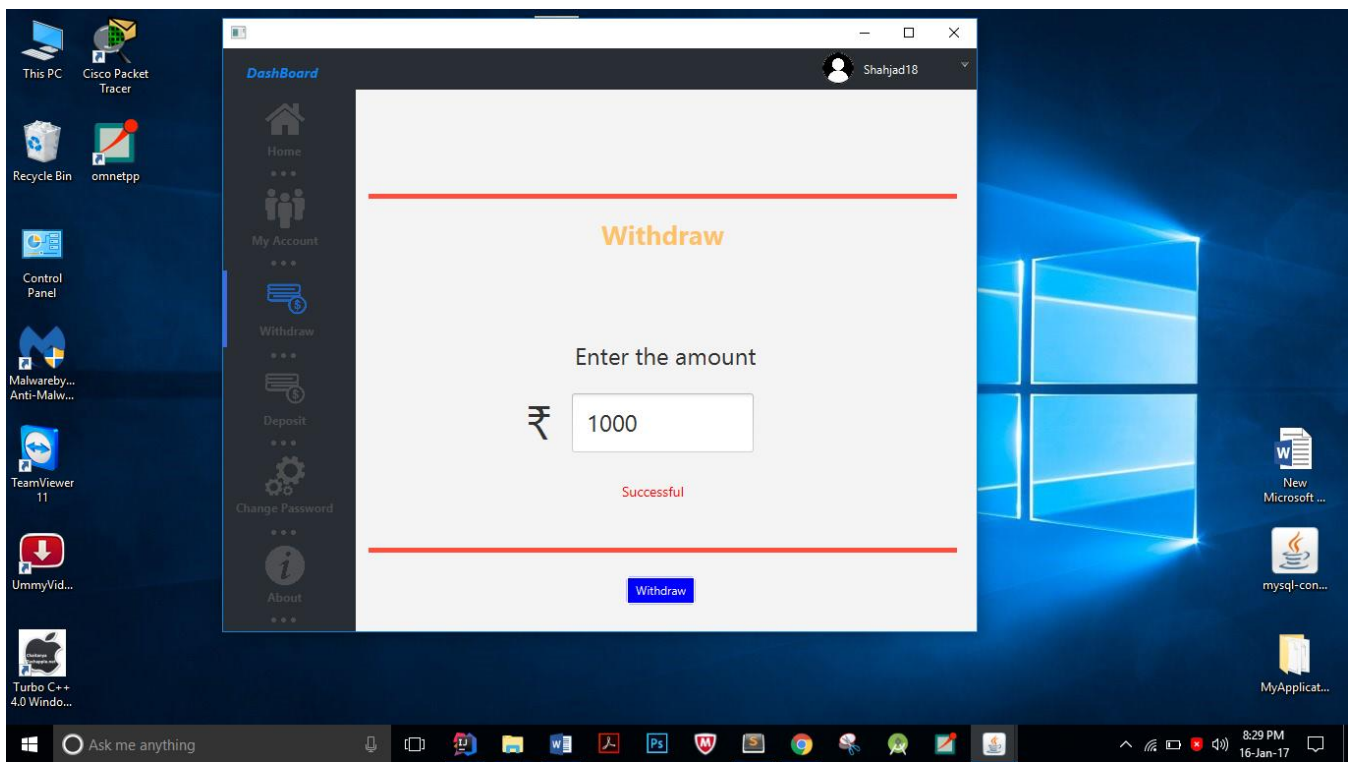 This PC
Cisco Packet
Tracer
Recycle Bin
omnetpp
Control
Panel
Malwareby...
Anti-Malw...
TeamViewer
11
UmmyVid...
Turbo C++
4.0 Windo...
DashBoard
Shahjad18
Home
My Account
Withdraw
Deposit
Change Password
About
Withdraw
Enter the amount
₹ 1000
Successful
Withdraw
New
Microsoft ...
mysql-con...
MyApplicat...
Ask me anything
8:29 PM
16-Jan-17